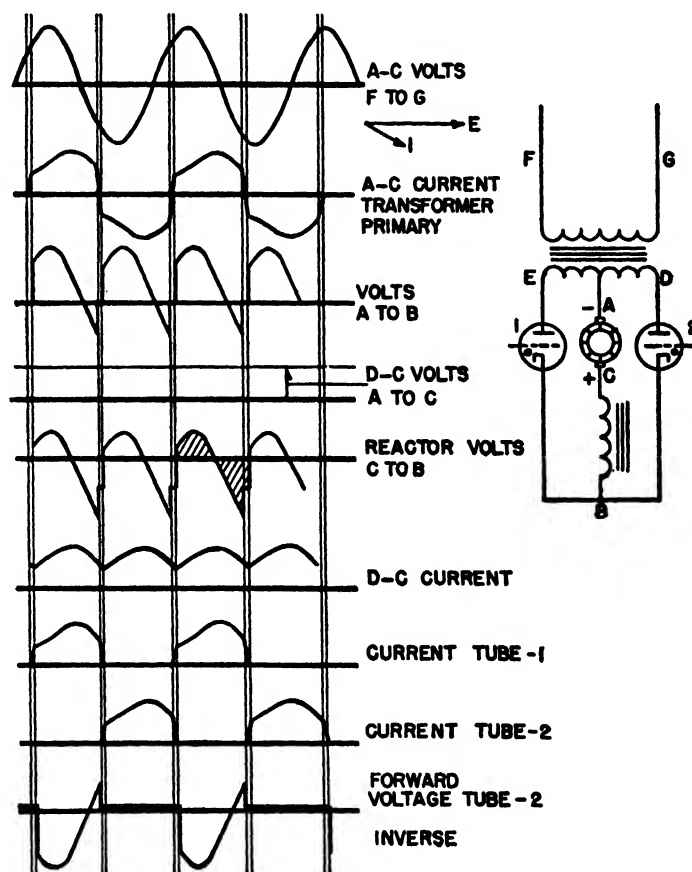 A-C VOLTS
F TO G
E
I
A-C CURRENT
TRANSFORMER
PRIMARY
VOLTS
A TO B
D-C VOLTS
A TO C
REACTOR VOLTS
C TO B
D-C CURRENT
CURRENT TUBE-1
CURRENT TUBE-2
FORWARD
VOLTAGE TUBE-2
INVERSE
F G
E D
1 - A 2
+ C
B